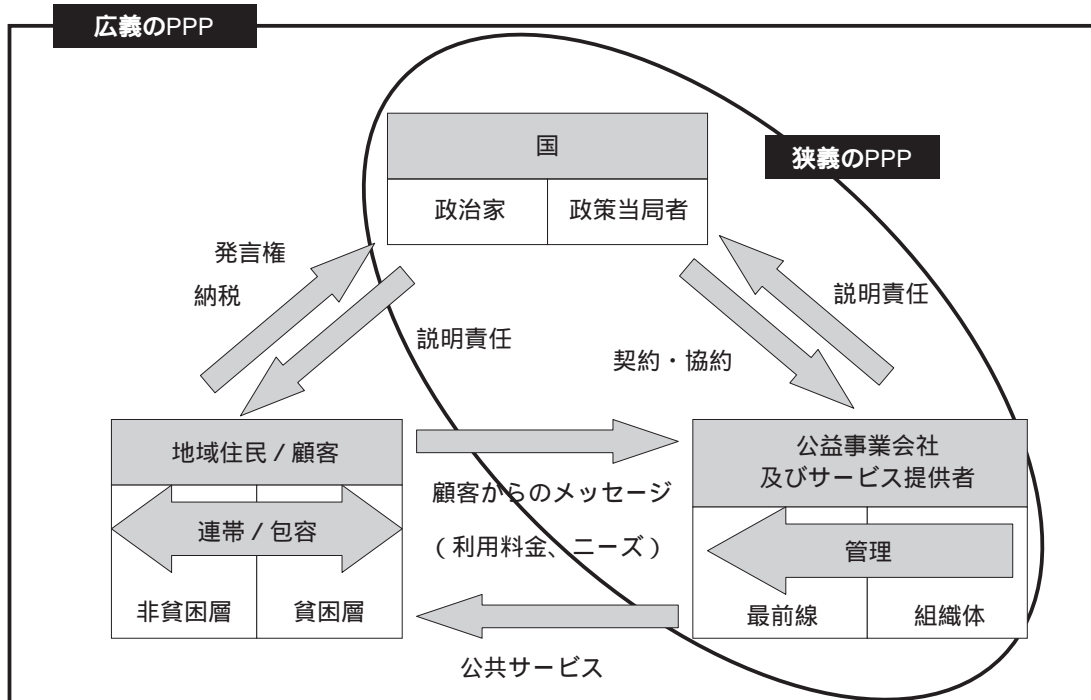 広義のPPP
国
狭義のPPP
政治家
政策当局者
発言権
納税
説明責任
説明責任
契約・協約
地域住民 / 顧客
公益事業会社
及びサービス提供者
顧客からのメッセージ
(利用料金、ニーズ)
連帯 / 包容
管理
非貧困層
貧困層
最前線
組織体
公共サービス